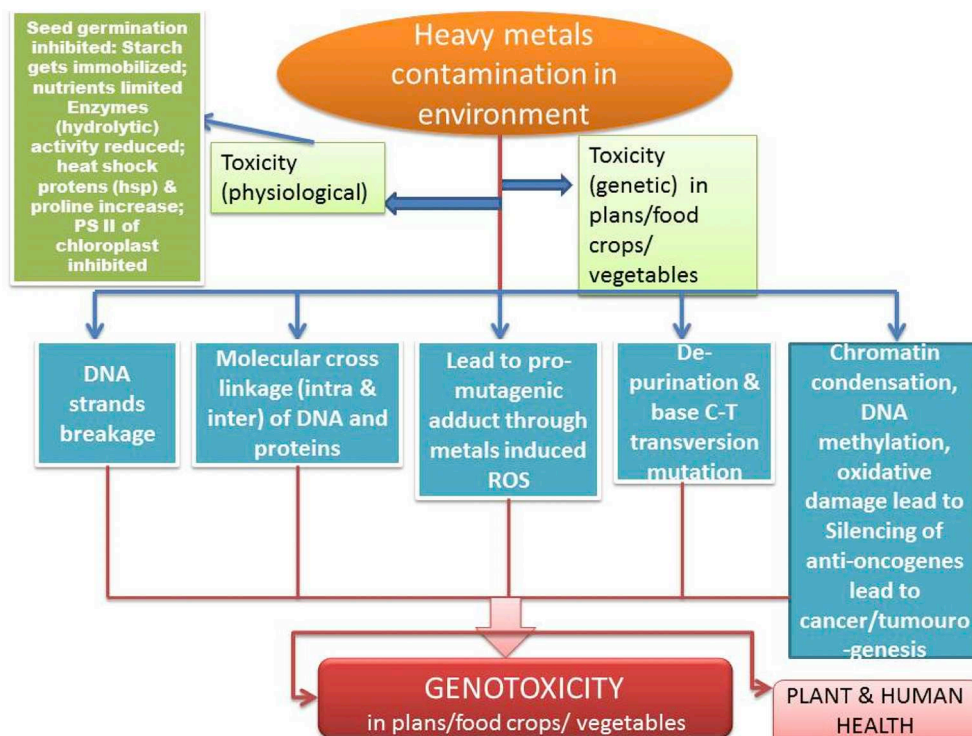 Heavy metals
contamination in
environment
Seed germination
inhibited: Starch
gets immobilized;
nutrients limited
Enzymes
(hydrolytic)
activity reduced;
heat shock
protens (hsp) &
proline increase;
PS II of
chloroplast
inhibited
Toxicity
(physiological)
Toxicity
(genetic) in
plans/food
crops/
vegetables
DNA
strands
breakage
Molecular cross
linkage (intra &
inter) of DNA and
proteins
Lead to pro-
mutagenic
adduct through
metals induced
ROS
De-
purination &
base C-T
transversion
mutation
Chromatin
condensation,
DNA
methylation,
oxidative
damage lead to
Silencing of
anti-oncogenes
lead to
cancer/tumouro
-genesis
GENOTOXICITY
in plans/food crops/ vegetables
PLANT & HUMAN
HEALTH